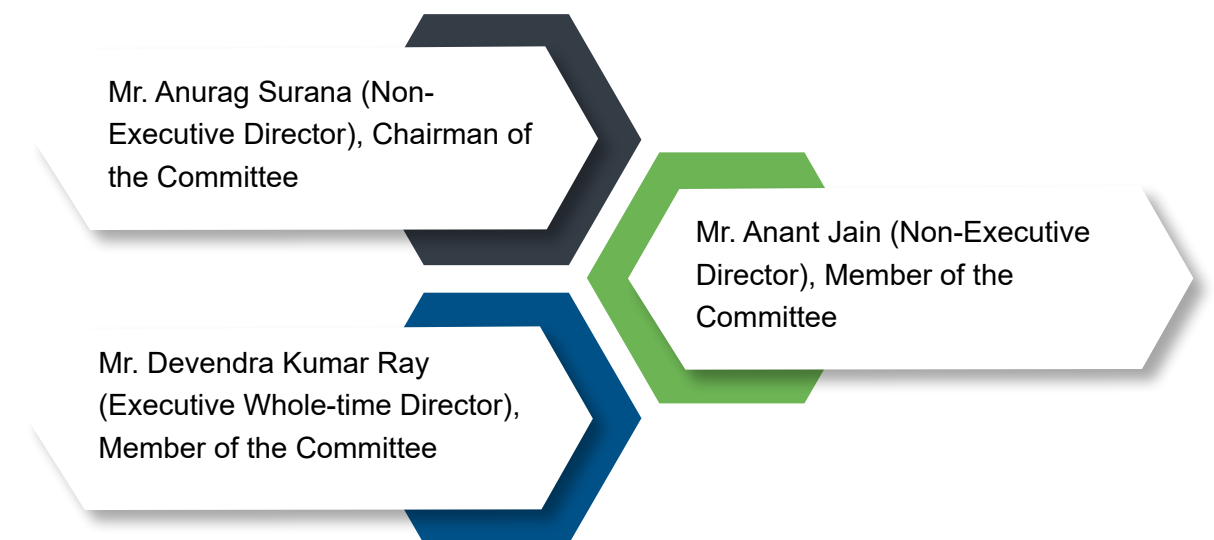 Mr. Anurag Surana (Non-
Executive Director), Chairman of
the Committee
Mr. Anant Jain (Non-Executive
Director), Member of the
Committee
Mr. Devendra Kumar Ray
(Executive Whole-time Director),
Member of the Committee